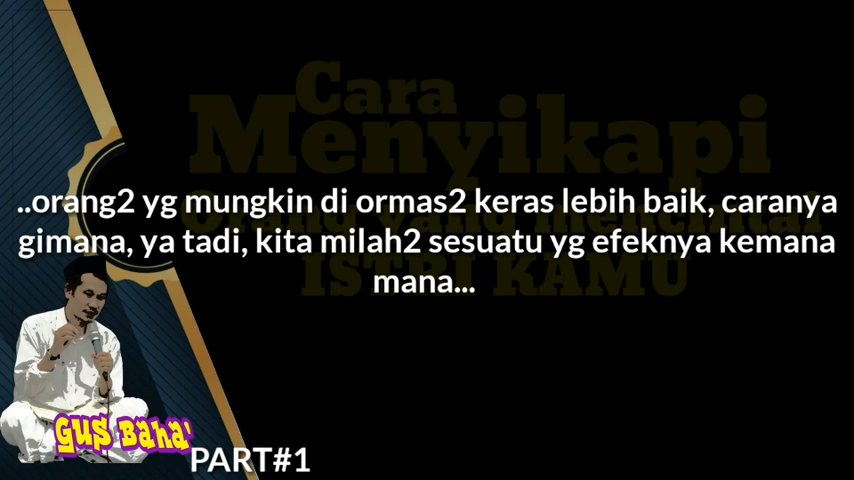 Cara
Menyikapi
..orang2 yg mungkin di ormas2 keras lebih baik, caranya
gimana, ya tadi, kita milah2 sesuatu yg efeknya kemana
mana...
ISTRI KAMU
GUS BaHa'
PART#1